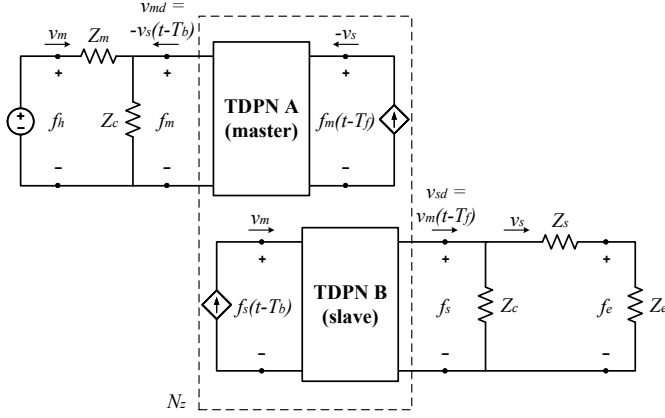 v_md =
-v_s(t-T_b)
v_m
Z_m
-v_s
+
+
+
+
f_h
Z_c
f_m
TDPN A
(master)
f_m(t-T_f)
-
-
-
-
v_sd =
v_m(t-T_f)
v_m
v_s
Z_s
+
+
+
f_s(t-T_b)
TDPN B
(slave)
f_s
Z_c
f_e
Z_e
-
-
-
N_z